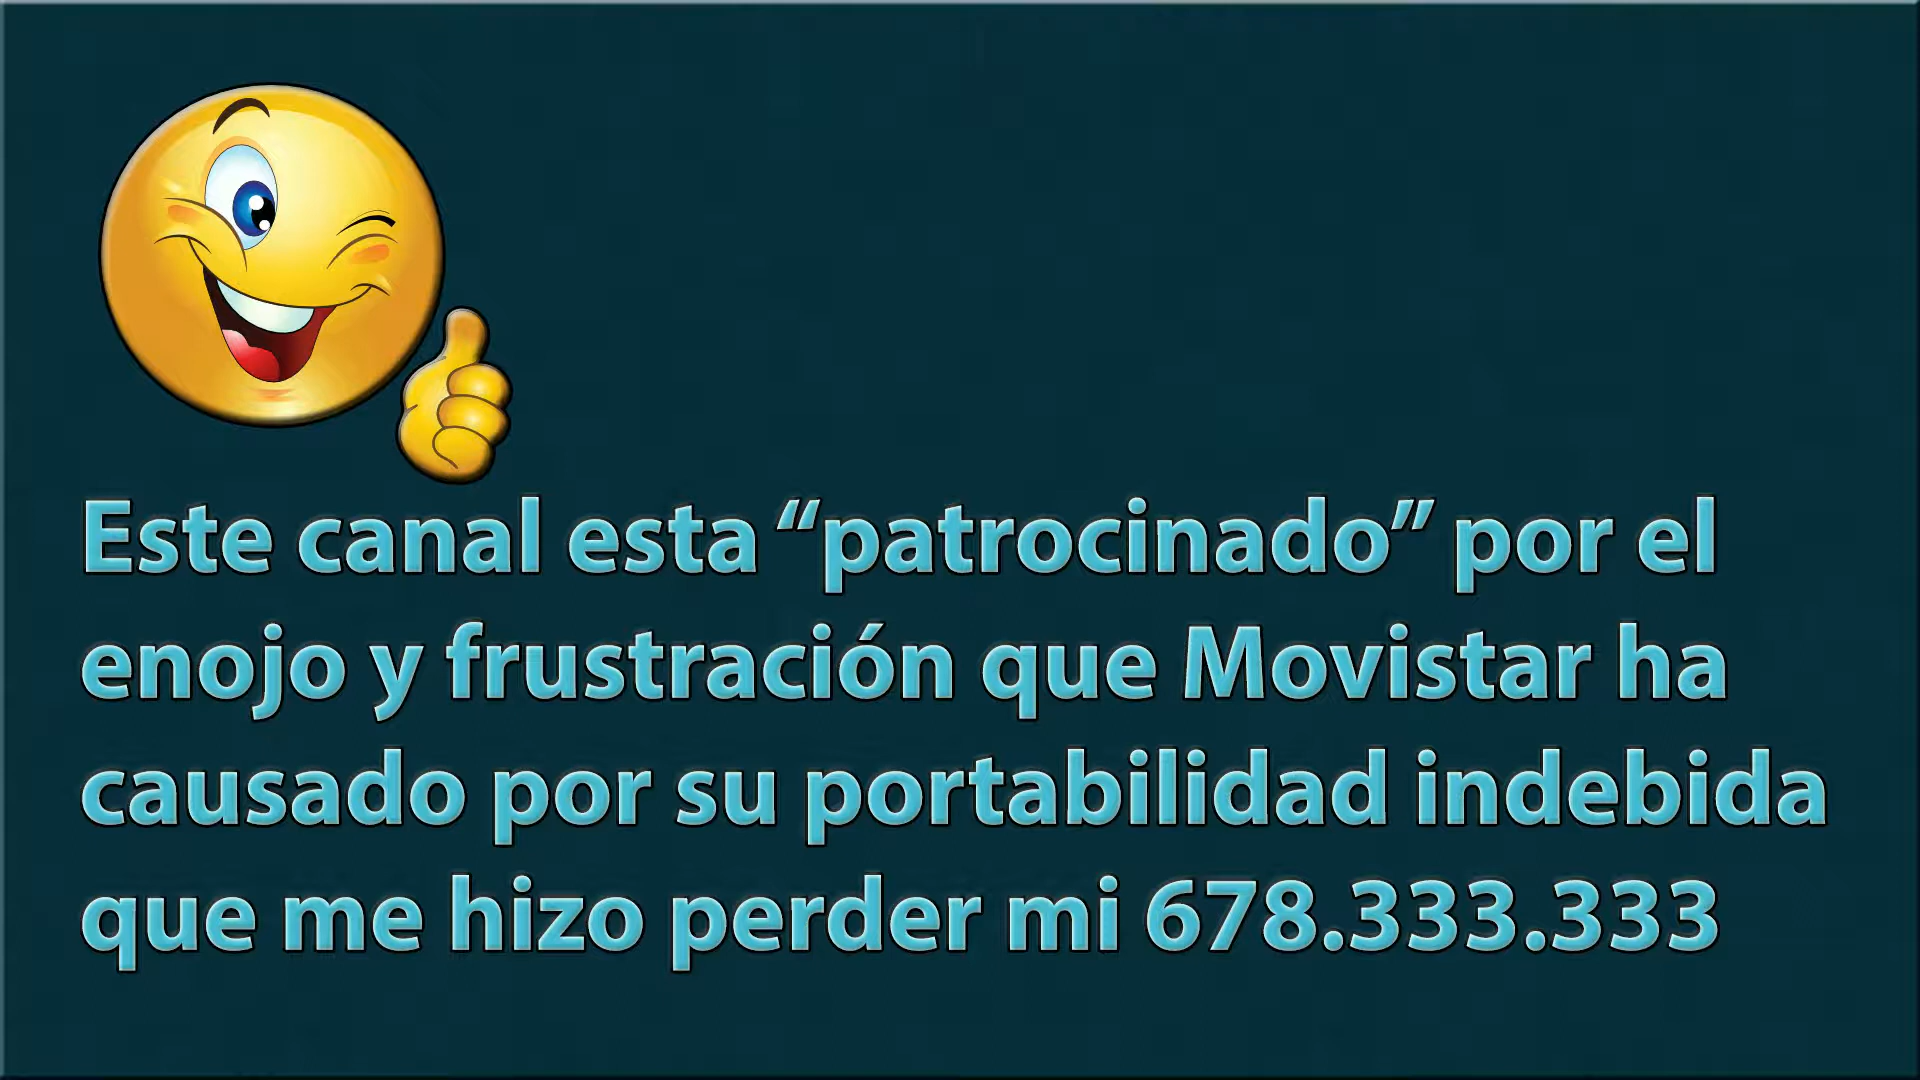 Este canal esta “patrocinado” por el
enojo y frustración que Movistar ha
causado por su portabilidad indebida
que me hizo perder mi 678.333.333